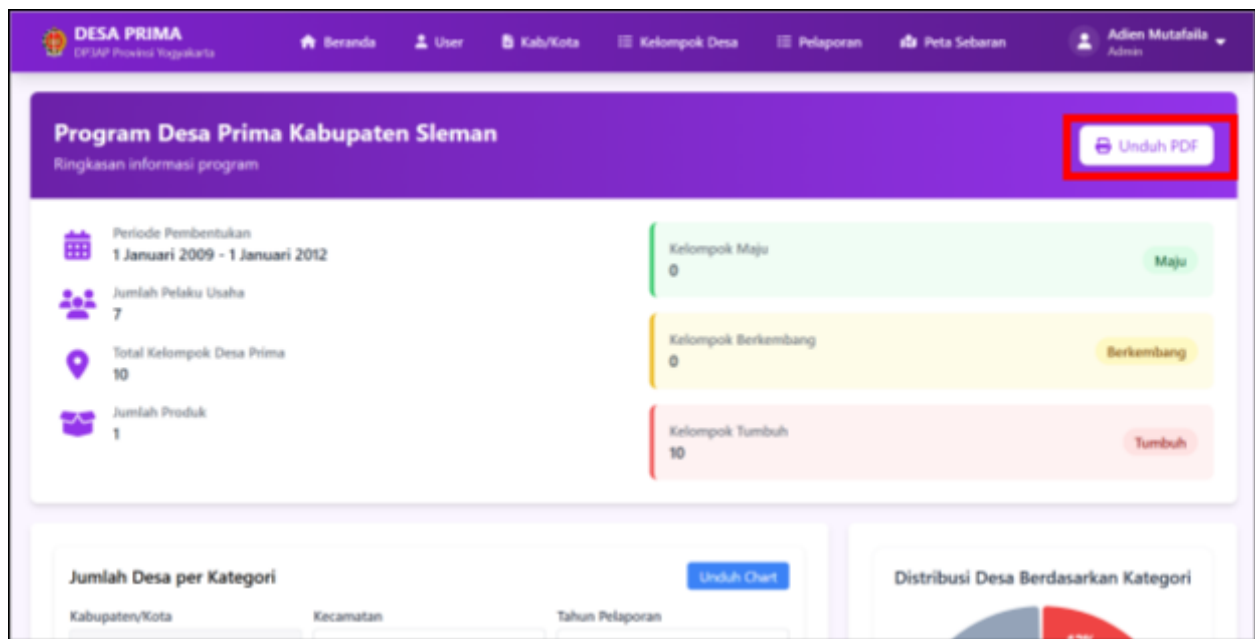 DESA PRIMA
DP3AP Provinsi Yogyakarta
Beranda
User
Kab/Kota
Kelompok Desa
Pelaporan
Peta Sebaran
Adien Mutafaila
Admin
Program Desa Prima Kabupaten Sleman
Ringkasan informasi program
Unduh PDF
Periode Pembentukan
1 Januari 2009 - 1 Januari 2012
Jumlah Pelaku Usaha
7
Total Kelompok Desa Prima
10
Jumlah Produk
1
Kelompok Maju
0
Maju
Kelompok Berkembang
0
Berkembang
Kelompok Tumbuh
10
Tumbuh
Jumlah Desa per Kategori
Unduh Chart
Kabupaten/Kota
Kecamatan
Tahun Pelaporan
Distribusi Desa Berdasarkan Kategori